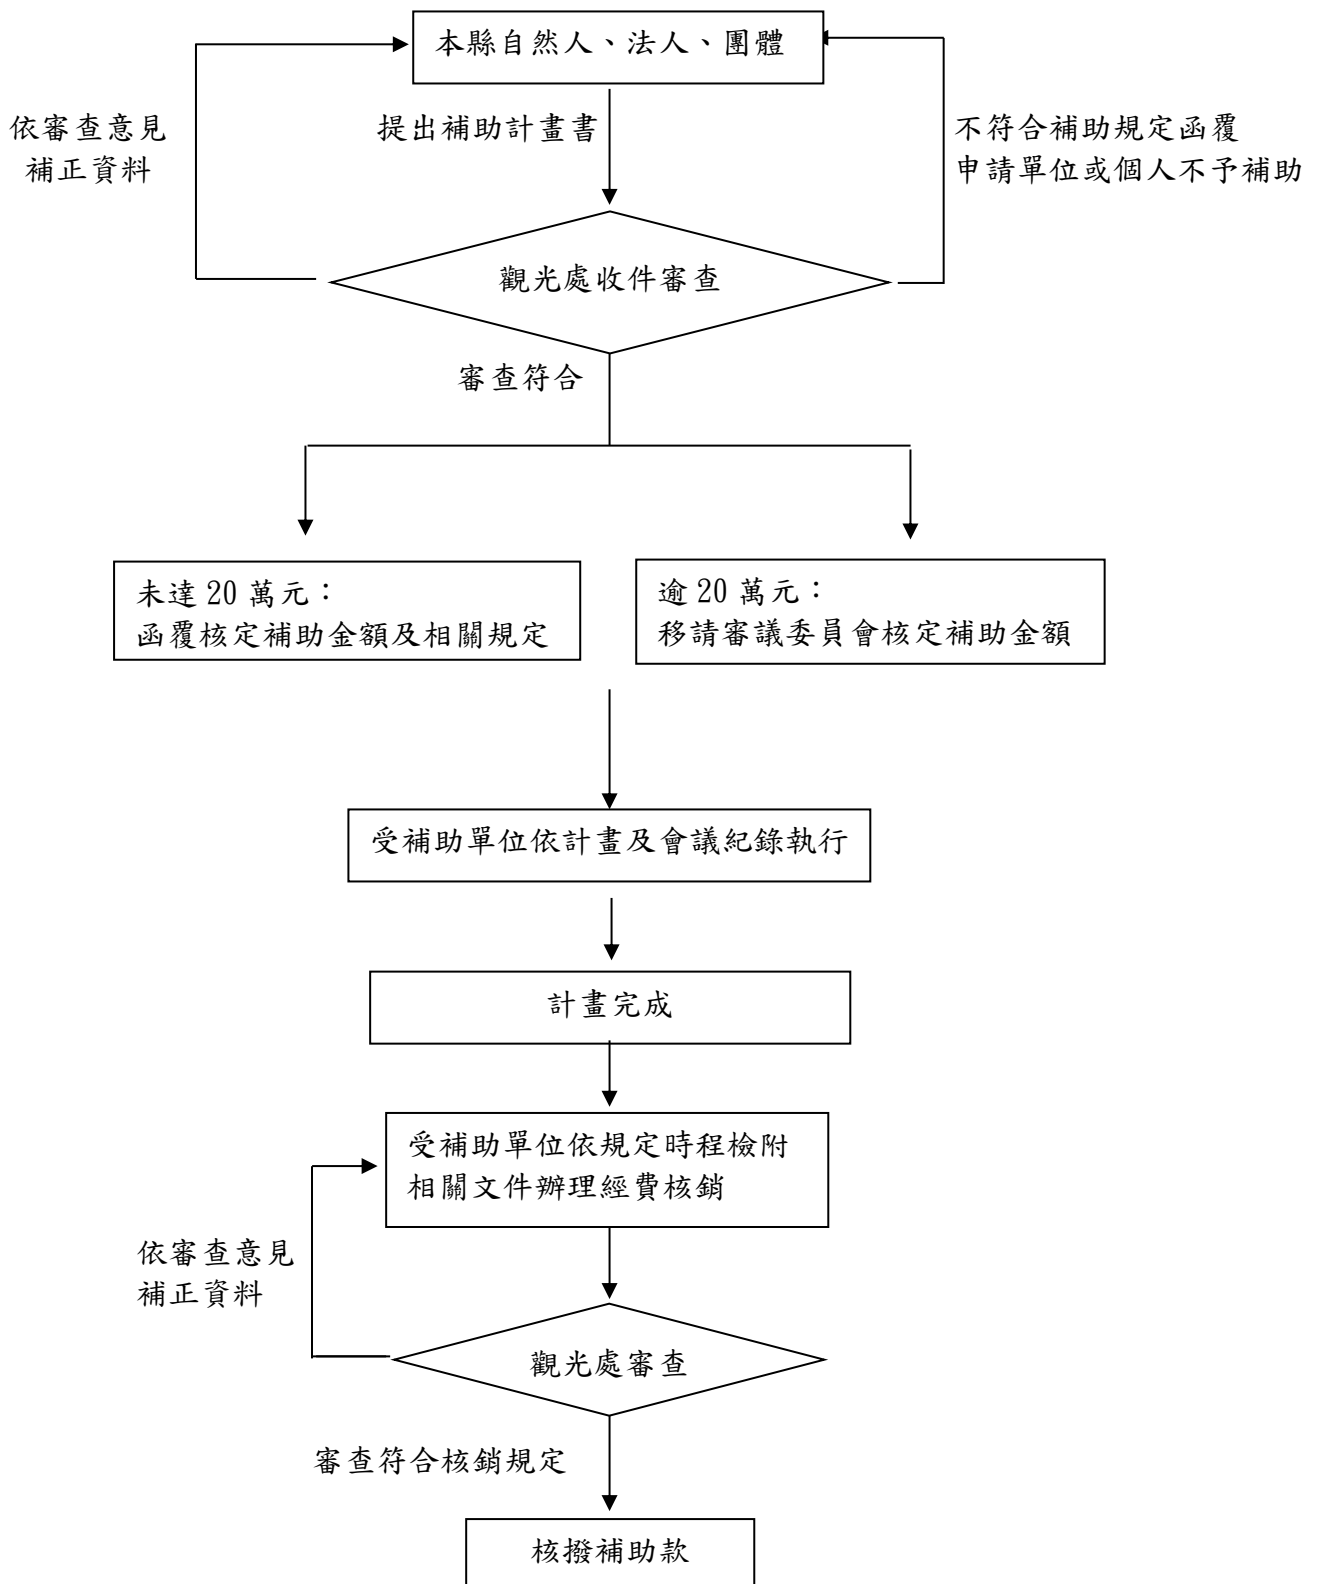 本縣自然人、法人、團體
依審查意見
補正資料
提出補助計畫書
不符合補助規定函覆
申請單位或個人不予補助
觀光處收件審查
審查符合
未達20萬元：
函覆核定補助金額及相關規定
逾20萬元：
移請審議委員會核定補助金額
受補助單位依計畫及會議紀錄執行
計畫完成
受補助單位依規定時程檢附
相關文件辦理經費核銷
依審查意見
補正資料
觀光處審查
審查符合核銷規定
核撥補助款